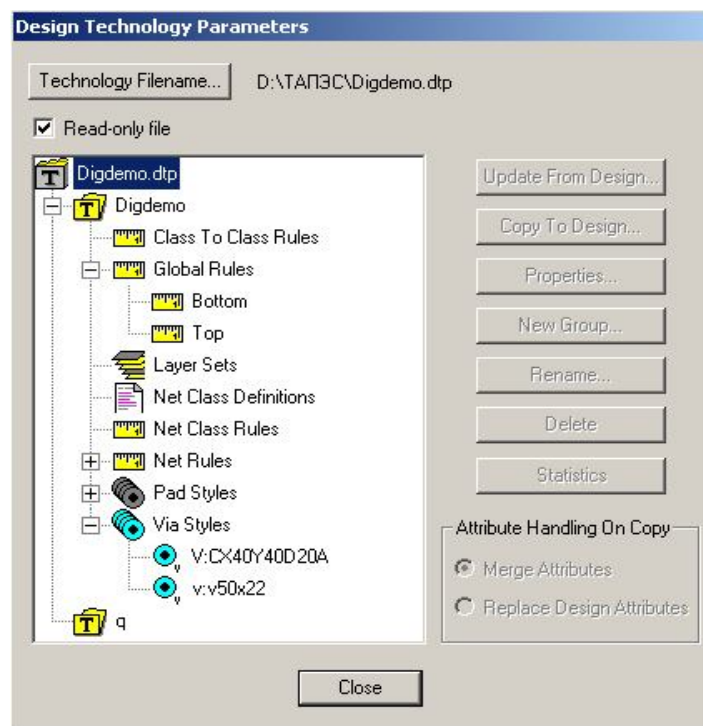 Design Technology Parameters
Technology Filename... D:\ТАПЭС\Digdemo.dtp
Read-only file
Digdemo.dtp
Digdemo
Class To Class Rules
Global Rules
Bottom
Top
Layer Sets
Net Class Definitions
Net Class Rules
Net Rules
Pad Styles
Via Styles
V:CX40Y40D20A
v:v50x22
q
Update From Design...
Copy To Design...
Properties...
New Group...
Rename...
Delete
Statistics
Attribute Handling On Copy
Merge Attributes
Replace Design Attributes
Close